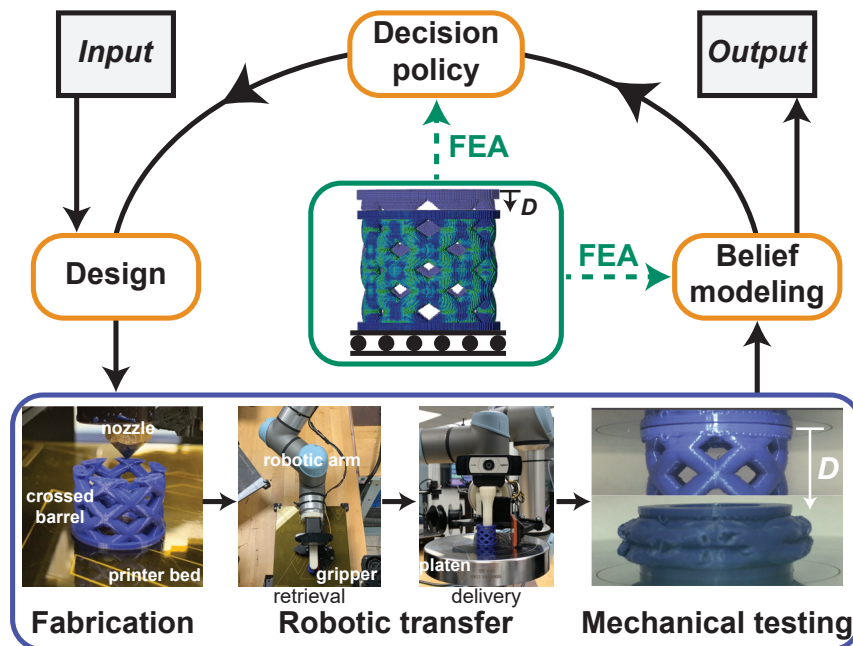 Input
Decision
policy
Output
FEA
D
FEA
Design
Belief
modeling
nozzle
crossed
barrel
printer bed
robotic arm
gripper
retrieval
platen
delivery
D
Fabrication
Robotic transfer
Mechanical testing